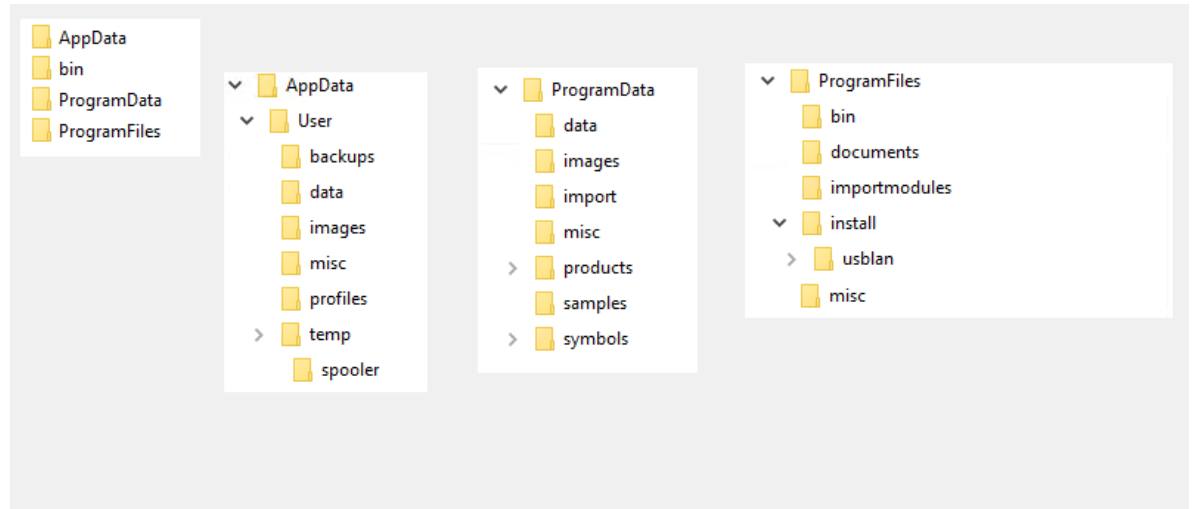 AppData
bin
ProgramData
ProgramFiles
AppData
User
backups
data
images
misc
profiles
temp
spooler
ProgramData
data
images
import
misc
products
samples
symbols
ProgramFiles
bin
documents
importmodules
install
usblan
misc